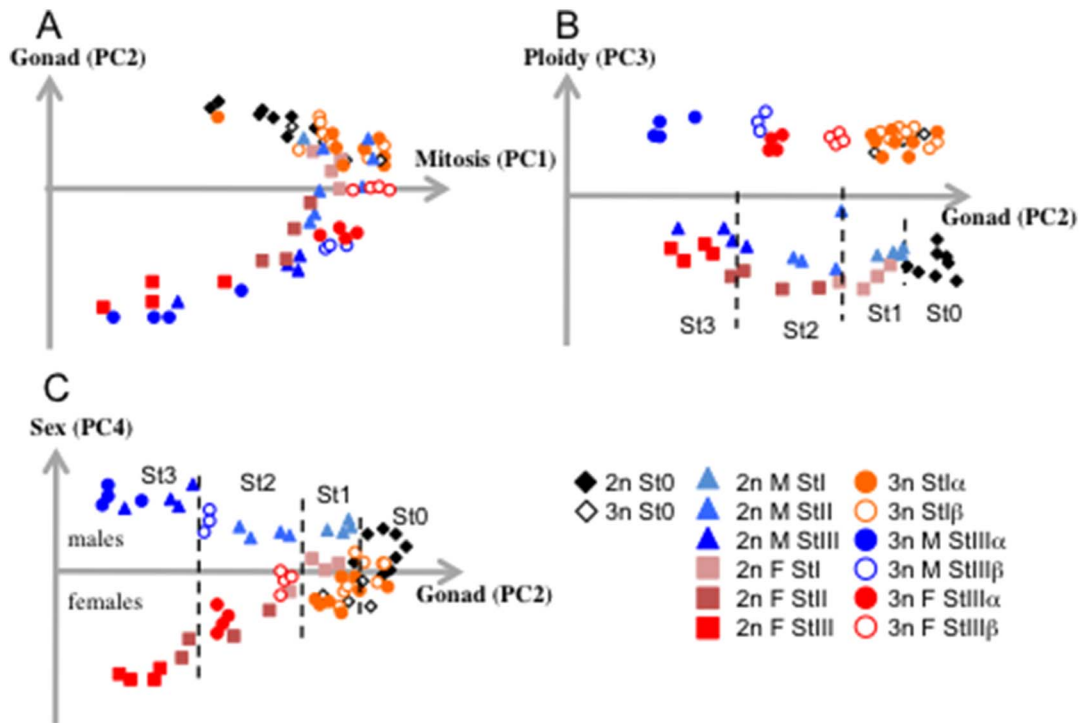 A
Gonad (PC2)
Mitosis (PC1)
B
Ploidy (PC3)
Gonad (PC2)
St3
St2
St1
St0
C
Sex (PC4)
St3
St2
St1
St0
males
females
Gonad (PC2)
2n St0
3n St0
2n M StI
2n M StII
2n M StIII
2n F StI
2n F StII
2n F StIII
3n StIα
3n StIβ
3n M StIIIα
3n M StIIIβ
3n F StIIIα
3n F StIIIβ